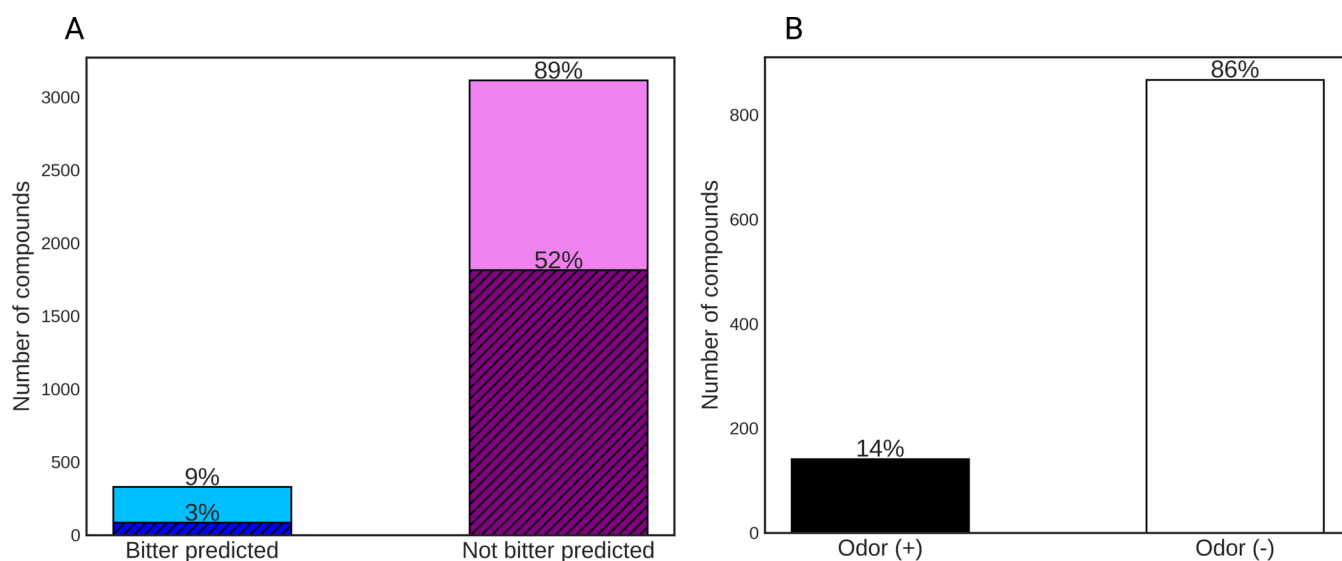 A
Number of compounds
3000
2500
2000
1500
1000
500
0
89%
52%
9%
3%
Bitter predicted
Not bitter predicted
B
Number of compounds
800
600
400
200
0
86%
14%
Odor (+)
Odor (-)